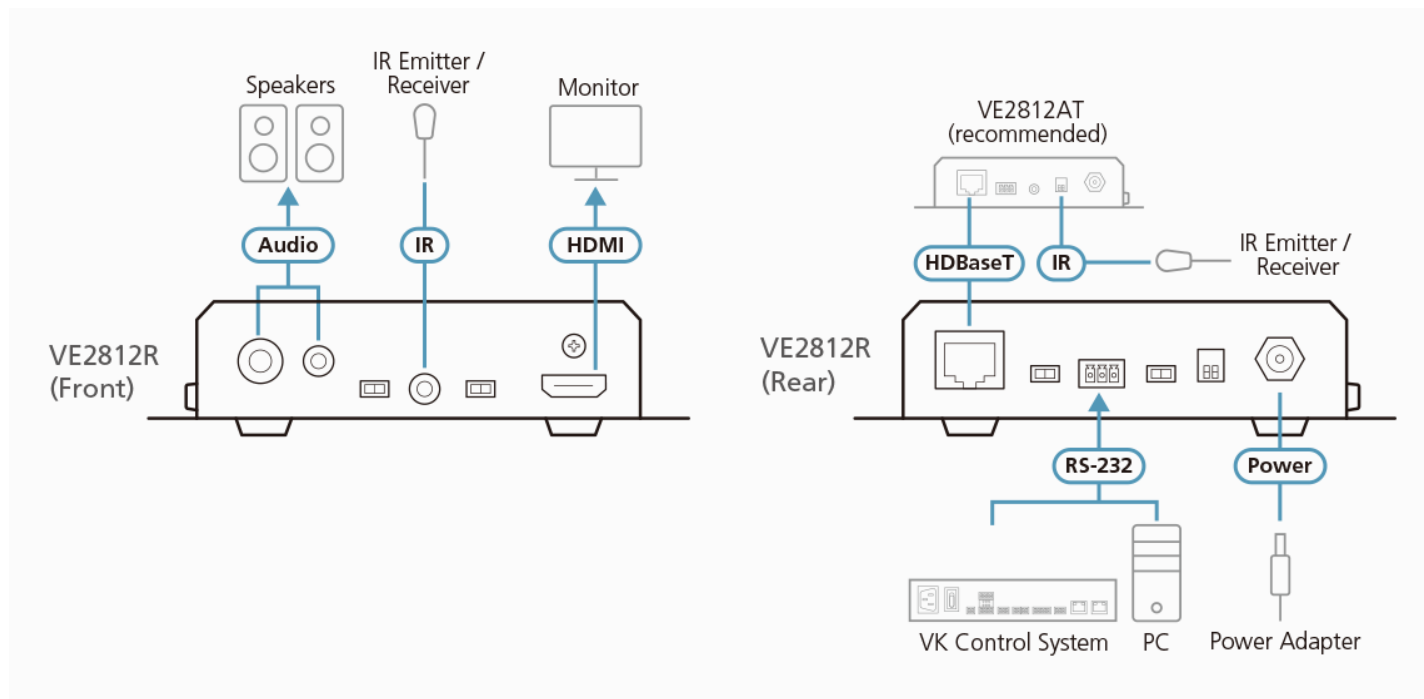 Speakers
IR Emitter /
Receiver
Monitor
Audio
IR
HDMI
VE2812R
(Front)
VE2812AT
(recommended)
HDBaseT
IR
IR Emitter /
Receiver
VE2812R
(Rear)
RS-232
Power
VK Control System
PC
Power Adapter